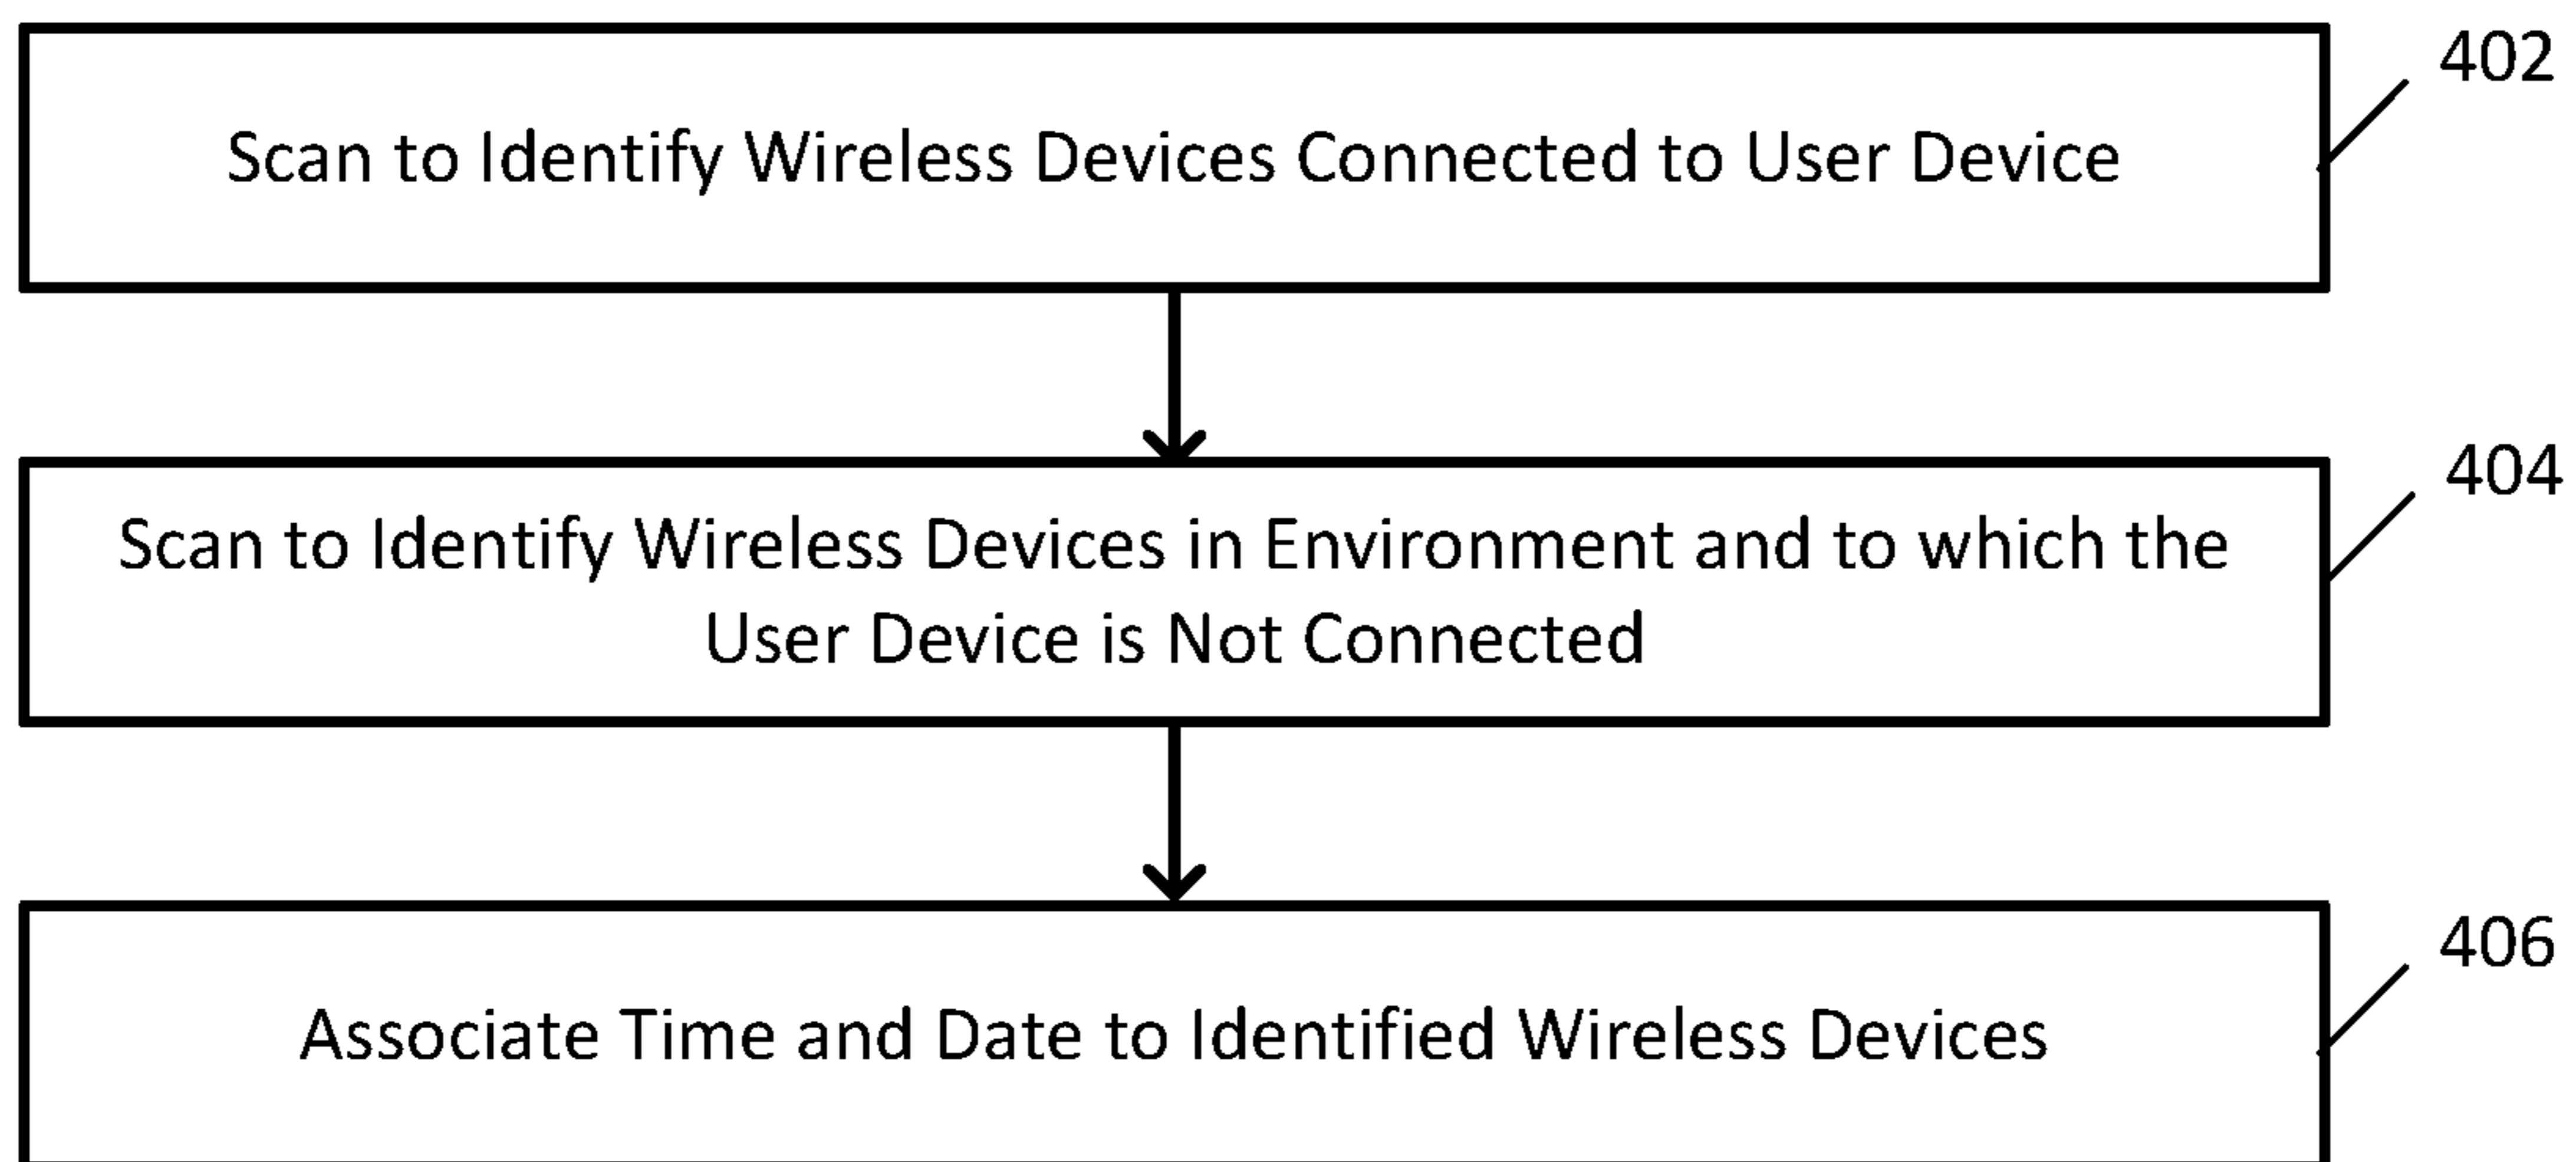 402
Scan to Identify Wireless Devices Connected to User Device
404
Scan to Identify Wireless Devices in Environment and to which the
User Device is Not Connected
406
Associate Time and Date to Identified Wireless Devices